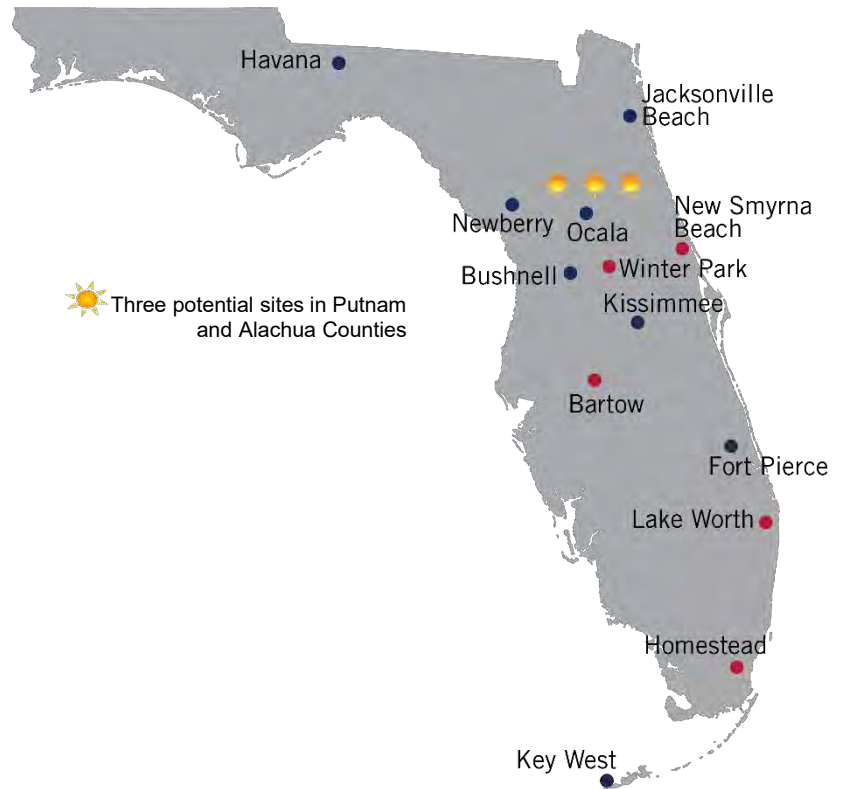 Havana
Jacksonville
Beach
New Smyrna
Beach
Newberry
Ocala
Bushnell
Winter Park
Kissimmee
Three potential sites in Putnam
and Alachua Counties
Bartow
Fort Pierce
Lake Worth
Homestead
Key West